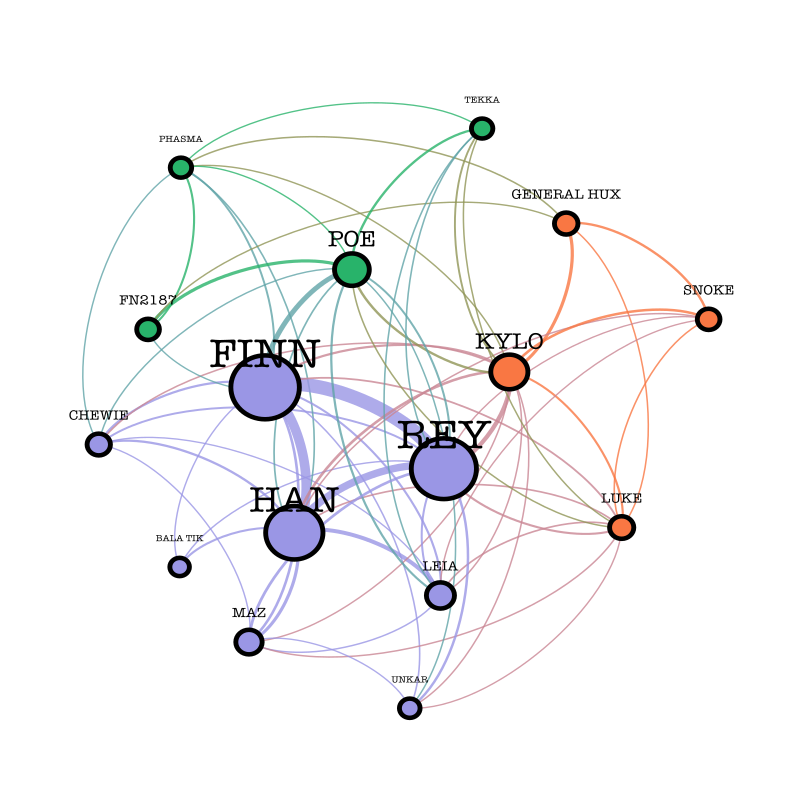 TEKKA
PHASMA
GENERAL HUX
POE
SNOKE
FN2187
KYLO
FINN
CHEWIE
REY
HAN
LUKE
BALA TIK
LEIA
MAZ
UNKAR